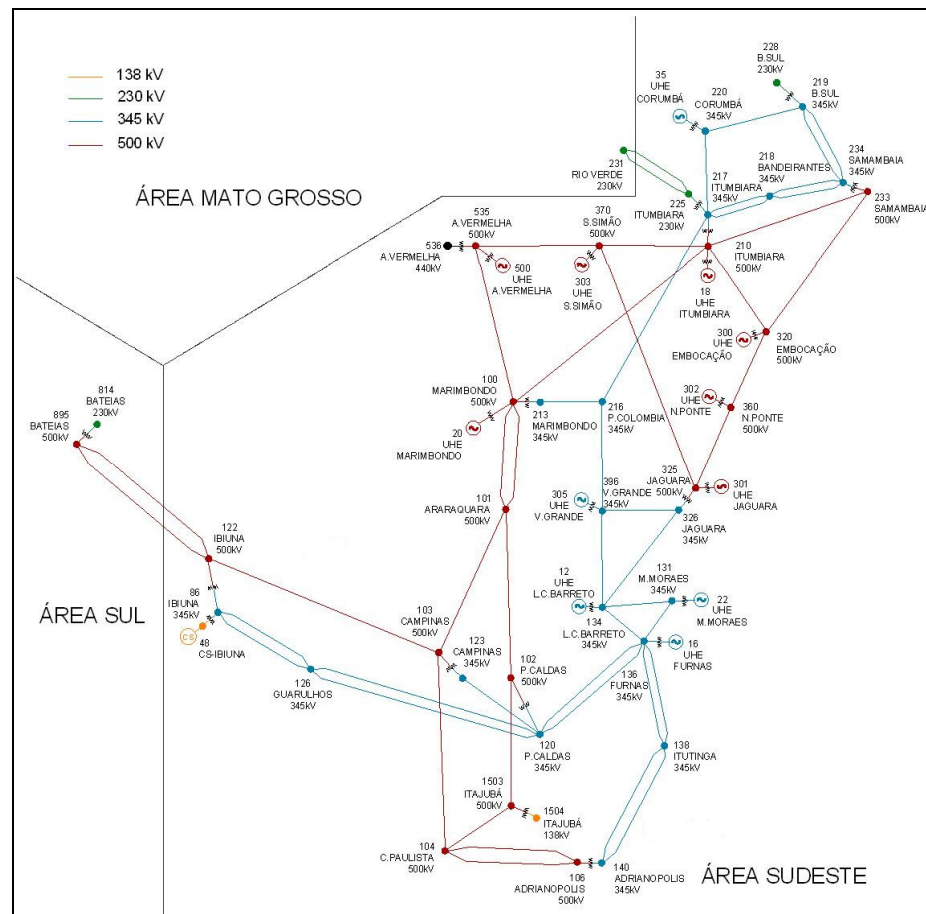 138 kV
230 kV
345 kV
500 kV
ÁREA MATO GROSSO
228
B.SUL
230kV
35
UHE
CORUMBÁ
220
CORUMBÁ
345kV
219
B.SUL
345kV
231
RIO VERDE
230kV
218
BANDEIRANTES
345kV
234
SAMAMBAIA
345kV
217
ITUMBIARA
345kV
225
ITUMBIARA
230kV
233
SAMAMBAIA
500kV
535
A.VERMELHA
500kV
370
S.SIMÃO
500kV
536
A.VERMELHA
440kV
500
UHE
A.VERMELHA
303
UHE
S.SIMÃO
210
ITUMBIARA
500kV
18
UHE
ITUMBIARA
300
UHE
EMBOCAÇÃO
320
EMBOCAÇÃO
500kV
100
MARIMBONDO
500kV
213
MARIMBONDO
345kV
216
P.COLOMBIA
345kV
302
UHE
N.PONTE
360
N.PONTE
500kV
814
BATEIAS
230kV
895
BATEIAS
500kV
20
UHE
MARIMBONDO
101
ARARAQUARA
500kV
305
UHE
V.GRANDE
396
V.GRANDE
345kV
325
JAGUARA
500kV
301
UHE
JAGUARA
326
JAGUARA
345kV
122
IBIUNA
500kV
12
UHE
L.C.BARRETO
131
M.MORAES
345kV
22
UHE
M.MORAES
ÁREA SUL
86
IBIUNA
345kV
CS
48
CS-IBIUNA
103
CAMPINAS
500kV
123
CAMPINAS
345kV
134
L.C.BARRETO
345kV
16
UHE
FURNAS
126
GUARULHOS
345kV
102
P.CALDAS
500kV
136
FURNAS
345kV
120
P.CALDAS
345kV
138
ITUTINGA
345kV
1503
ITAJUBÁ
500kV
1504
ITAJUBÁ
138kV
104
C.PAULISTA
500kV
106
ADRIANOPOLIS
500kV
140
ADRIANOPOLIS
345kV
ÁREA SUDESTE